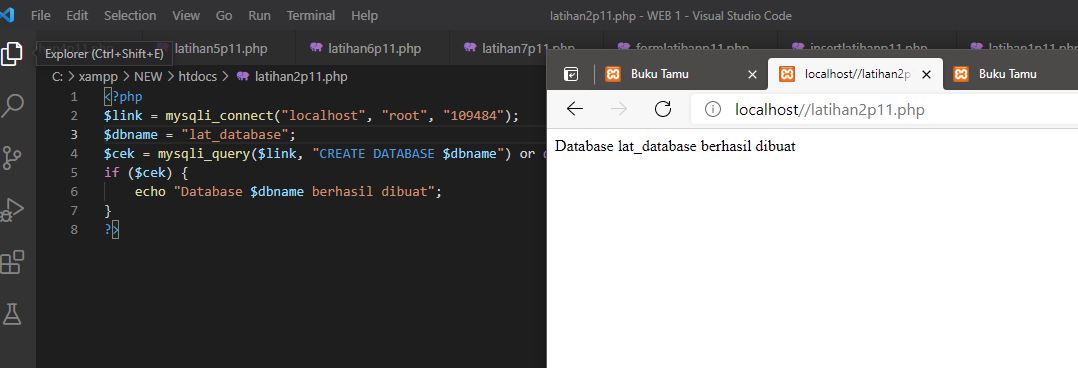 File Edit Selection View Go Run Terminal Help latihan2p11.php - WEB 1 - Visual Studio Code
Explorer (Ctrl+Shift+E) latihan5p11.php latihan6p11.php latihan7p11.php formlatihanp11.php insertlatihanp11.php latihan1p11.php
C: > xampp > NEW > htdocs > latihan2p11.php
1 <?php
2 $link = mysqli_connect("localhost", "root", "109484");
3 $dbname = "lat_database";
4 $cek = mysqli_query($link, "CREATE DATABASE $dbname") or
5 if ($cek) {
6 echo "Database $dbname berhasil dibuat";
7 }
8 ?>
Buku Tamu localhost//latihan2p Buku Tamu
localhost//latihan2p11.php
Database lat_database berhasil dibuat